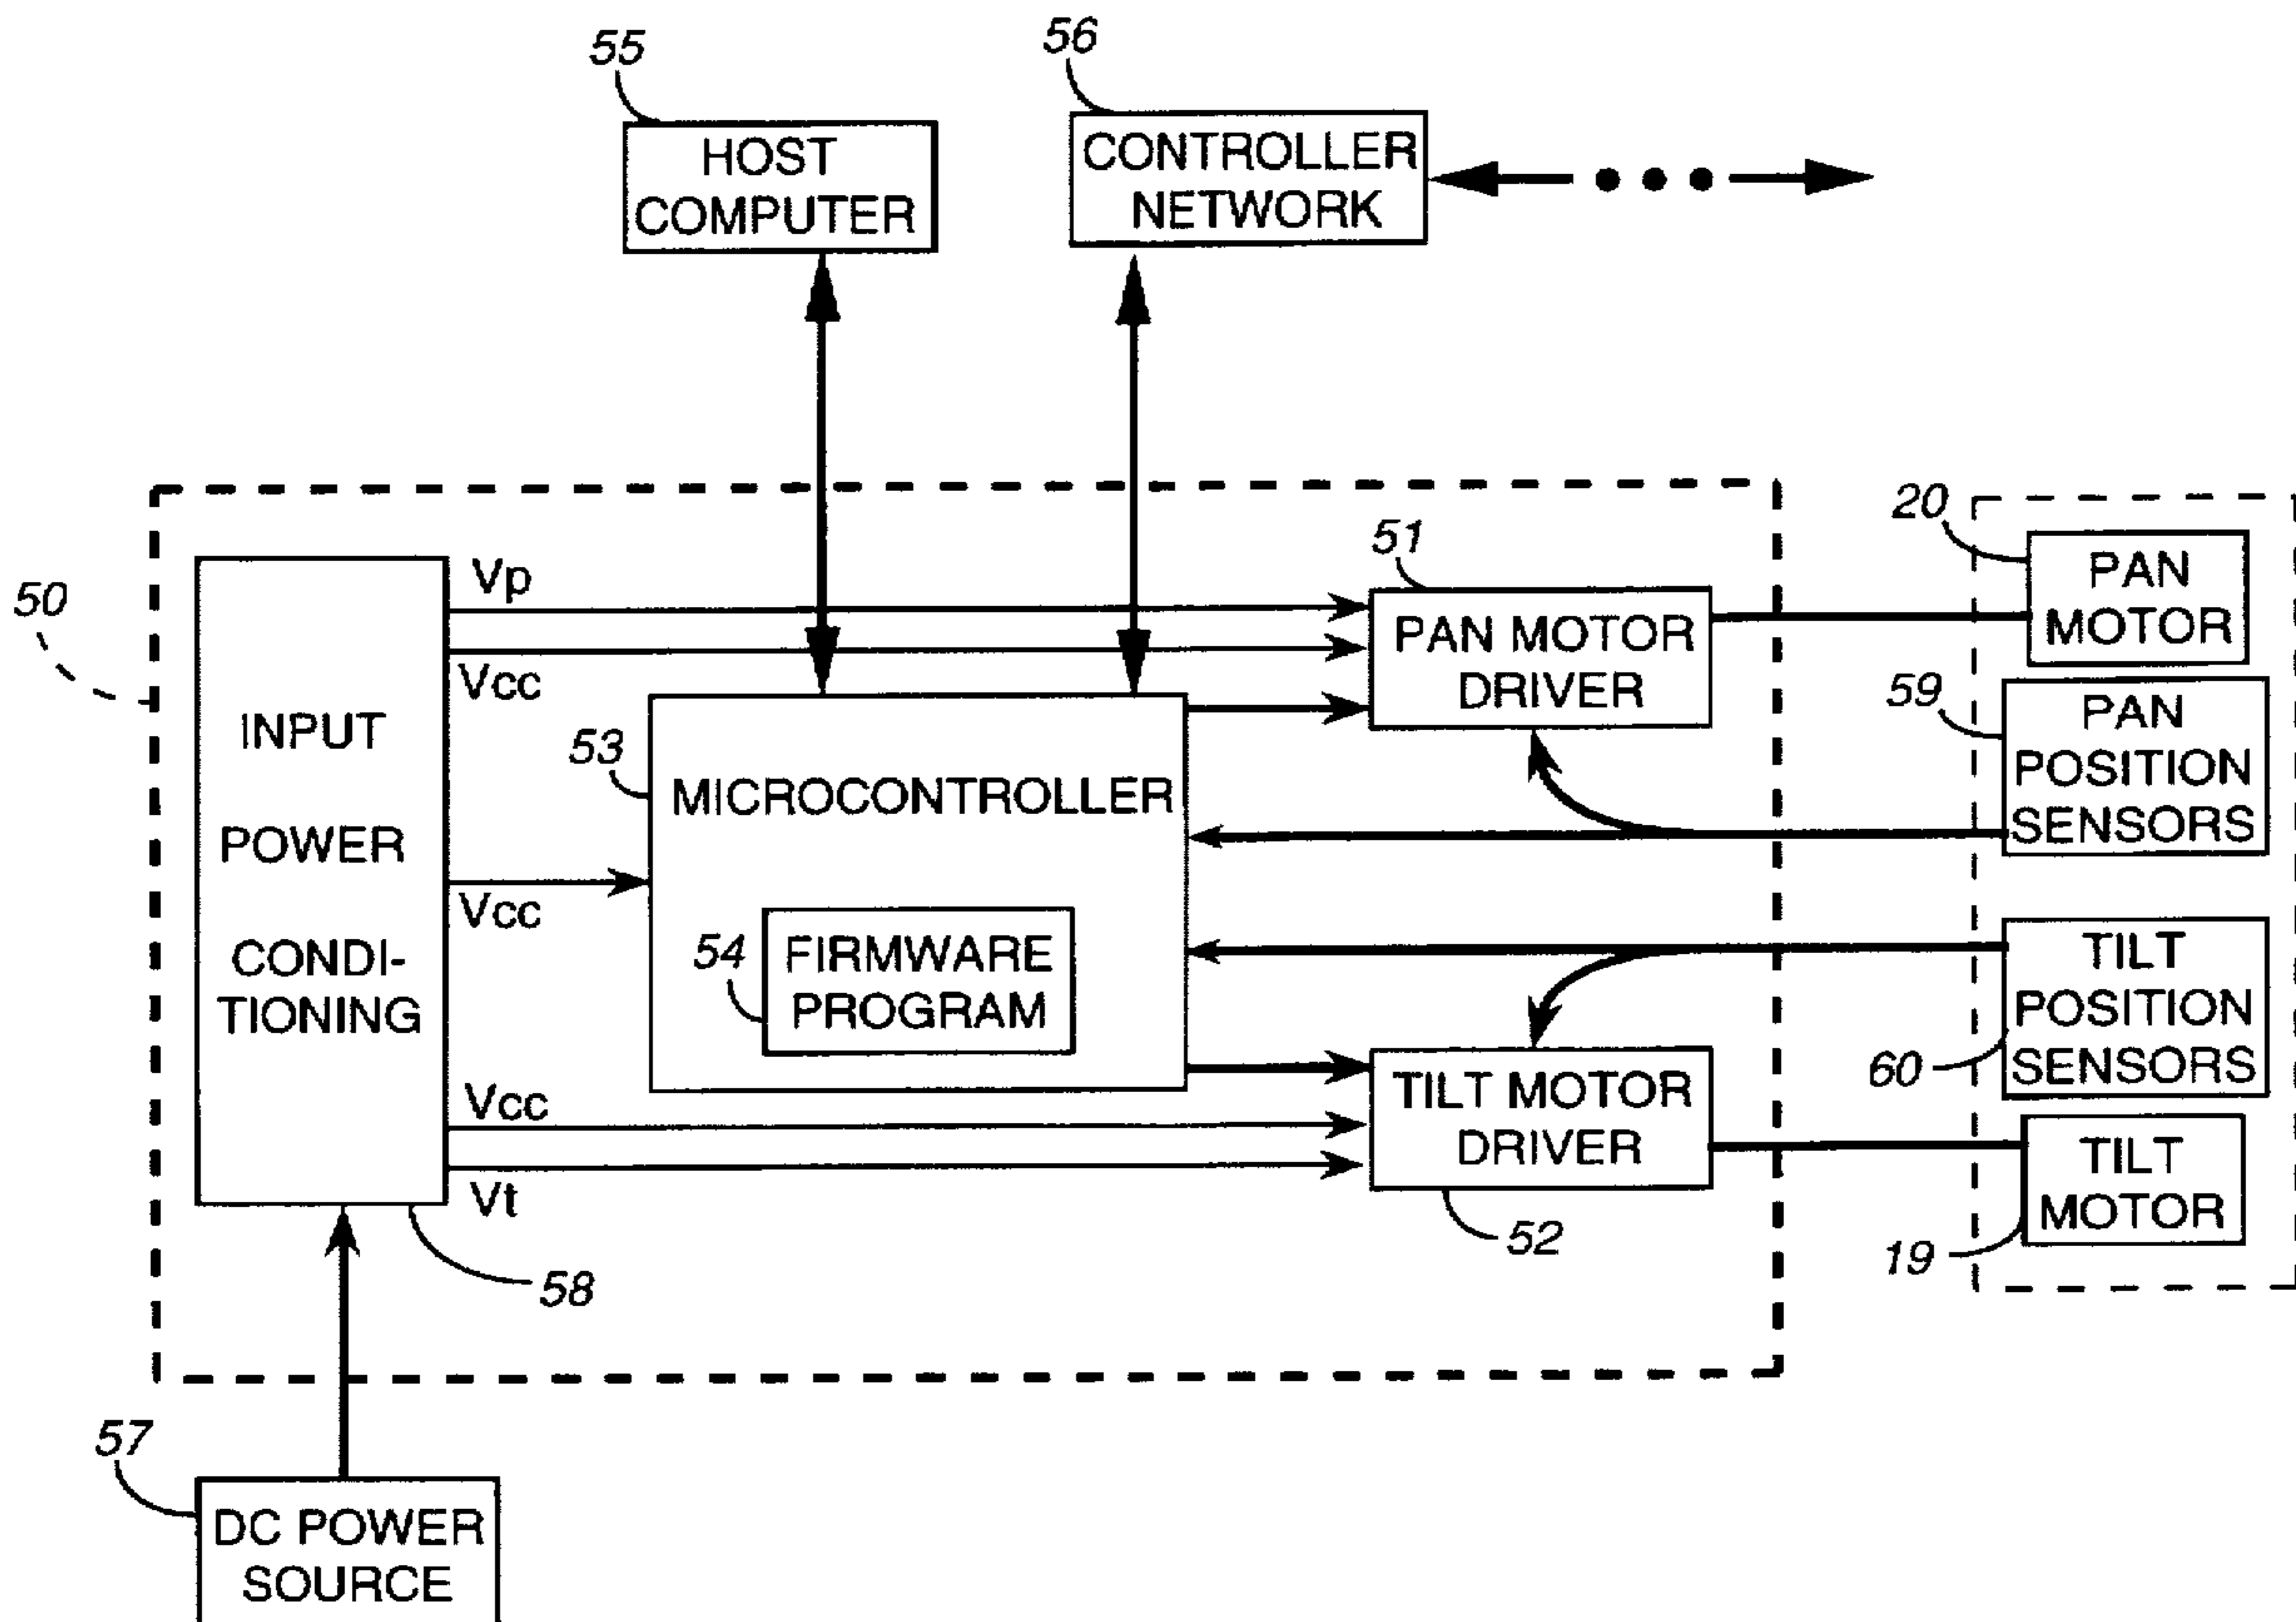 55
HOST
COMPUTER
56
CONTROLLER
NETWORK
50
INPUT
POWER
CONDI-
TIONING
58
Vp
Vcc
Vcc
Vcc
Vt
53
MICROCONTROLLER
54
FIRMWARE
PROGRAM
51
PAN MOTOR
DRIVER
TILT MOTOR
DRIVER
52
20
PAN
MOTOR
59
PAN
POSITION
SENSORS
TILT
POSITION
SENSORS
60
TILT
MOTOR
19
57
DC POWER
SOURCE